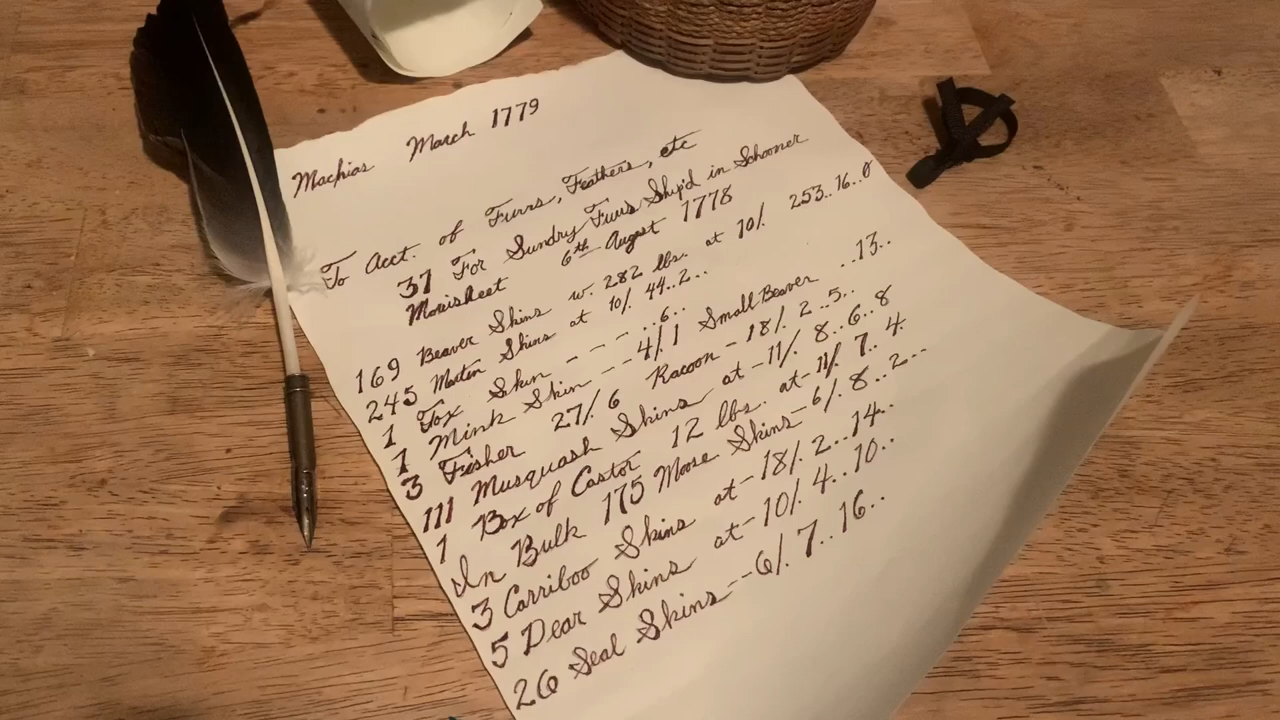 Machias March 1779
To Acct. of Furrs, Feathers, etc
37 For Sundry Furrs Ship'd in Schooner
Morisheet 6th August 1778
169 Beaver Skins w. 282 lbs. at 10/. 253..16..0
245 Marten Skins at 10/. 44..2..
1 Fox Skin - - - ..6..
1 Mink Skin -- 4/. 1 Small Beaver ..13..
3 Fisher 27/. 6 Racoon - 18/. 2..5..
111 Musquash Skins at - 11/. 8..6..8
1 Box of Castor 12 lbs. at - 11/. 7..4.
In Bulk 175 Moose Skins - 6/. 8..2...
3 Carriboo Skins at - 18/. 2..14..
5 Dear Skins at - 10/. 4..10..
26 Seal Skins -- 6/. 7..16..